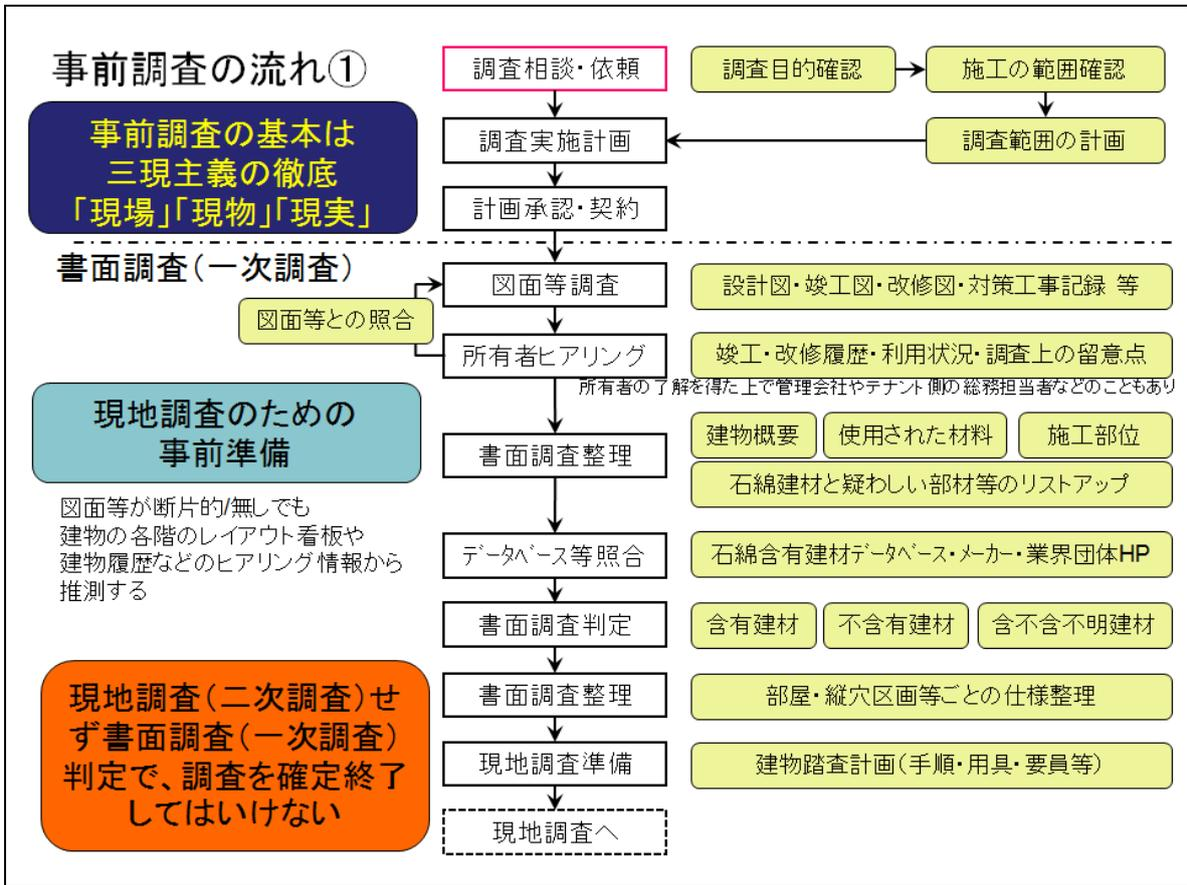 事前調査の流れ①
調査相談・依頼
調査目的確認
施工の範囲確認
事前調査の基本は
三現主義の徹底
「現場」「現物」「現実」
調査実施計画
調査範囲の計画
計画承認・契約
書面調査(一次調査)
図面等調査
設計図・竣工図・改修図・対策工事記録 等
図面等との照合
所有者ヒアリング
竣工・改修履歴・利用状況・調査上の留意点
所有者の了解を得た上で管理会社やテナント側の総務担当者などのこともあり
現地調査のための
事前準備
書面調査整理
建物概要
使用された材料
施工部位
石綿建材と疑わしい部材等のリストアップ
図面等が断片的/無しでも
建物の各階のレイアウト看板や
建物履歴などのヒアリング情報から
推測する
データベース等照合
石綿含有建材データベース・メーカー・業界団体HP
書面調査判定
含有建材
不含有建材
含不含不明建材
現地調査(二次調査)せ
ず書面調査(一次調査)
判定で、調査を確定終了
してはいけない
書面調査整理
部屋・縦穴区画等ごとの仕様整理
現地調査準備
建物踏査計画(手順・用具・要員等)
現地調査へ